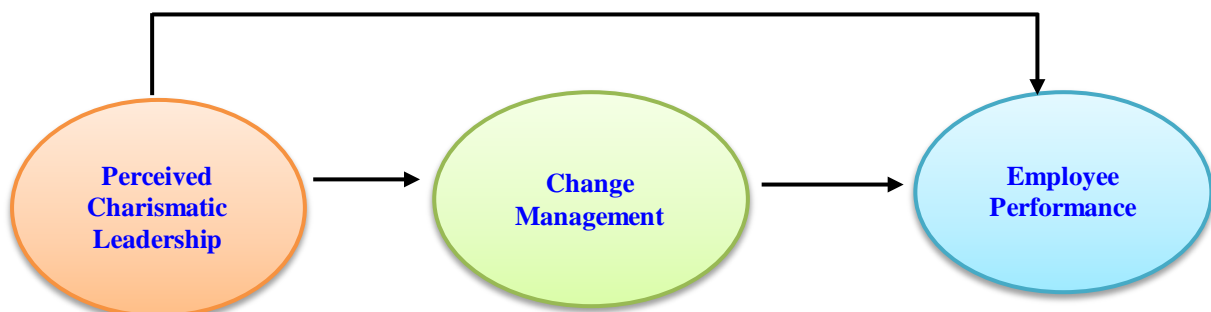 Perceived
Charismatic
Leadership
Change
Management
Employee
Performance